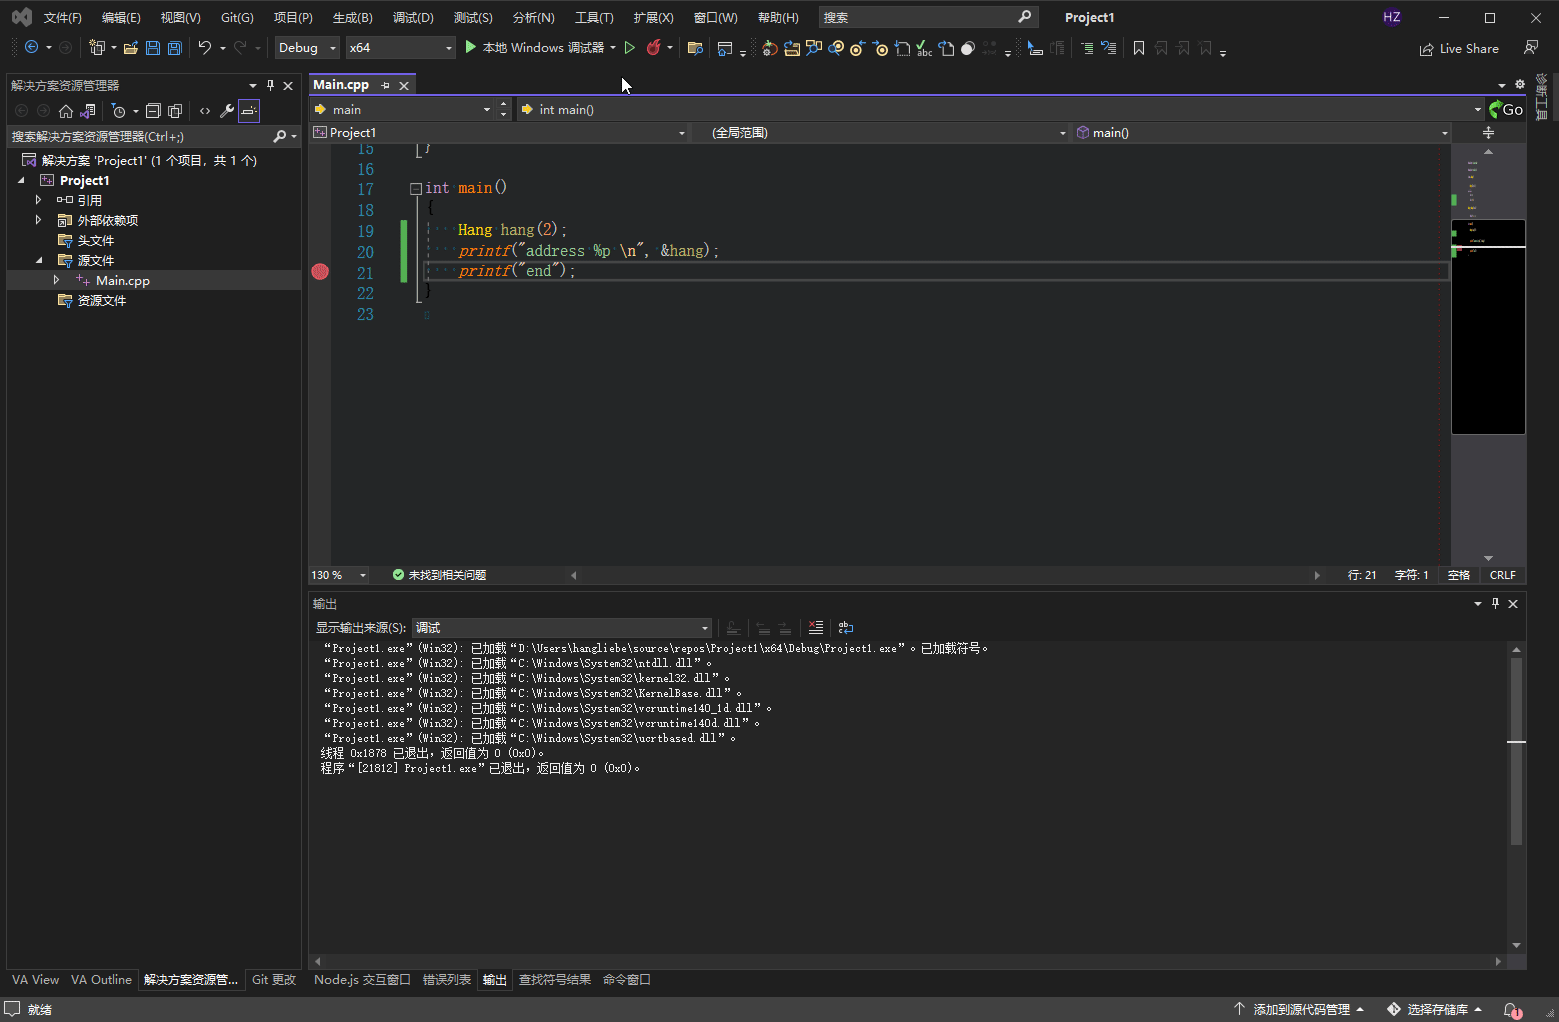 文件(F) 编辑(E) 视图(V) Git(G) 项目(P) 生成(B) 调试(D) 测试(S) 分析(N) 工具(T) 扩展(X) 窗口(W) 帮助(H) 搜索 Project1 HZ
Debug x64 本地 Windows 调试器 Live Share
解决方案资源管理器
搜索解决方案资源管理器(Ctrl+;)
解决方案 'Project1' (1 个项目，共 1 个)
Project1
引用
外部依赖项
头文件
源文件
Main.cpp
资源文件
Main.cpp
main int main() Go
Project1 (全局范围) main()
15 }
16
17 int main()
18 {
19 Hang hang(2);
20 printf("address %p \n", &hang);
21 printf("end");
22 }
23
诊断工具
130 % 未找到相关问题 行: 21 字符: 1 空格 CRLF
输出
显示输出来源(S): 调试
“Project1.exe”(Win32): 已加载“D:\Users\hangliebe\source\repos\Project1\x64\Debug\Project1.exe”。已加载符号。
“Project1.exe”(Win32): 已加载“C:\Windows\System32\ntdll.dll”。
“Project1.exe”(Win32): 已加载“C:\Windows\System32\kernel32.dll”。
“Project1.exe”(Win32): 已加载“C:\Windows\System32\KernelBase.dll”。
“Project1.exe”(Win32): 已加载“C:\Windows\System32\vcruntime140_1d.dll”。
“Project1.exe”(Win32): 已加载“C:\Windows\System32\vcruntime140d.dll”。
“Project1.exe”(Win32): 已加载“C:\Windows\System32\ucrtbased.dll”。
线程 0x1878 已退出，返回值为 0 (0x0)。
程序“[21812] Project1.exe”已退出，返回值为 0 (0x0)。
VA View VA Outline 解决方案资源管... Git 更改 Node.js 交互窗口 错误列表 输出 查找符号结果 命令窗口
就绪 添加到源代码管理 选择存储库 1